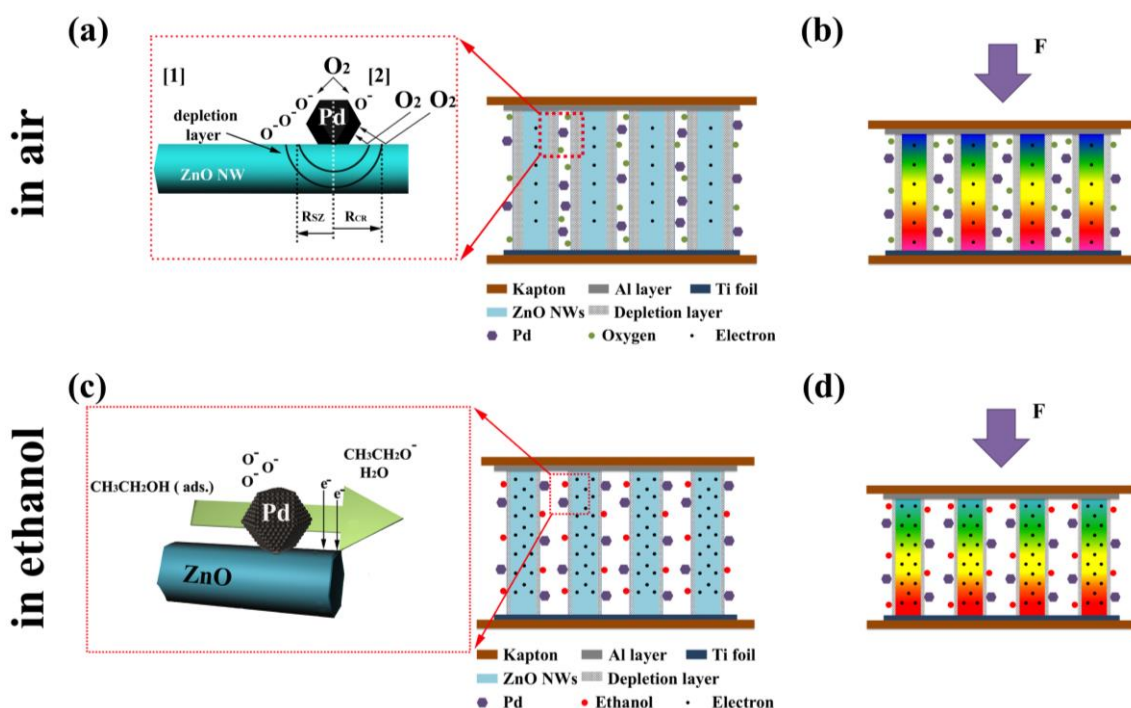 in air
(a)
[1]
O₂
[2]
O⁻
O⁻
O⁻
O⁻
O₂ O₂
depletion
layer
Pd
ZnO NW
RSZ
RCR
Kapton Al layer Ti foil
ZnO NWs Depletion layer
Pd Oxygen Electron
(b)
F
in ethanol
(c)
O⁻
O⁻
O⁻
O⁻
CH3CH2O⁻
H2O
CH3CH2OH ( ads.)
e⁻
e⁻
Pd
ZnO
Kapton Al layer Ti foil
ZnO NWs Depletion layer
Pd Ethanol Electron
(d)
F